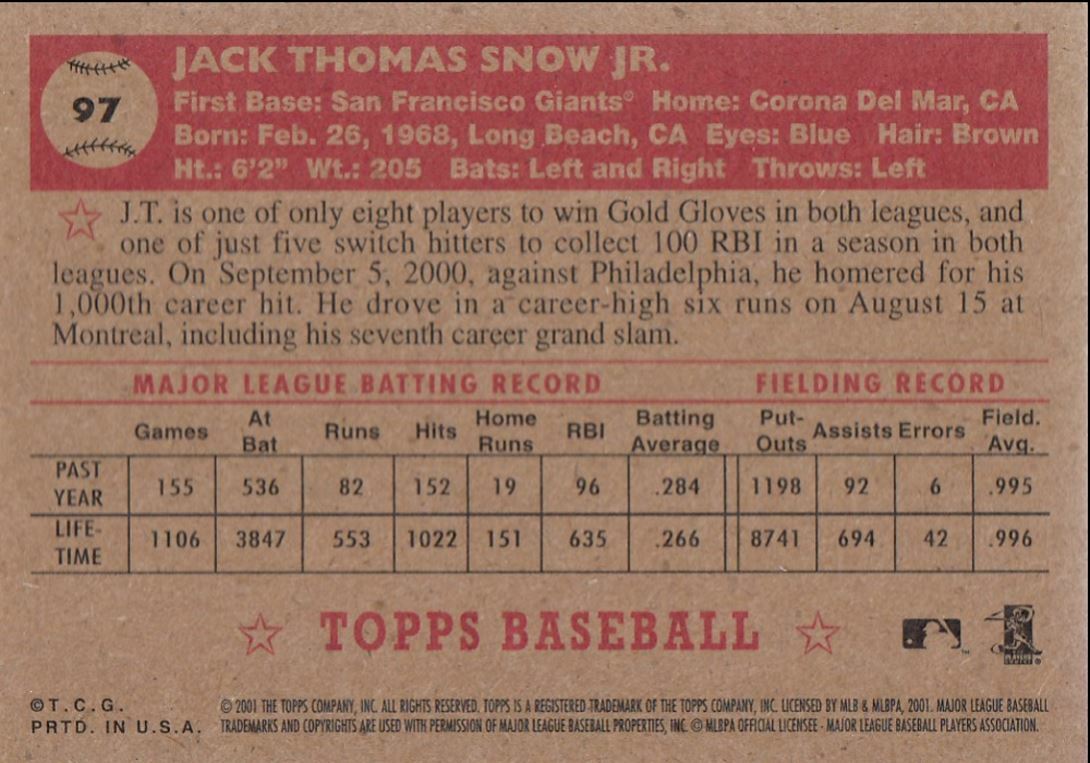 97
JACK THOMAS SNOW JR.
First Base: San Francisco Giants® Home: Corona Del Mar, CA
Born: Feb. 26, 1968, Long Beach, CA Eyes: Blue Hair: Brown
Ht.: 6'2" Wt.: 205 Bats: Left and Right Throws: Left
J.T. is one of only eight players to win Gold Gloves in both leagues, and
one of just five switch hitters to collect 100 RBI in a season in both
leagues. On September 5, 2000, against Philadelphia, he homered for his
1,000th career hit. He drove in a career-high six runs on August 15 at
Montreal, including his seventh career grand slam.
MAJOR LEAGUE BATTING RECORD FIELDING RECORD
Games At Bat Runs Hits Home Runs RBI Batting Average Put-Outs Assists Errors Field. Avg.
PAST YEAR 155 536 82 152 19 96 .284 1198 92 6 .995
LIFE-TIME 1106 3847 553 1022 151 635 .266 8741 694 42 .996
TOPPS BASEBALL
©T.C.G.
PRTD. IN U.S.A.
© 2001 THE TOPPS COMPANY, INC. ALL RIGHTS RESERVED. TOPPS IS A REGISTERED TRADEMARK OF THE TOPPS COMPANY, INC. LICENSED BY MLB & MLBPA, 2001. MAJOR LEAGUE BASEBALL
TRADEMARKS AND COPYRIGHTS ARE USED WITH PERMISSION OF MAJOR LEAGUE BASEBALL PROPERTIES, INC. © MLBPA OFFICIAL LICENSEE - MAJOR LEAGUE BASEBALL PLAYERS ASSOCIATION.